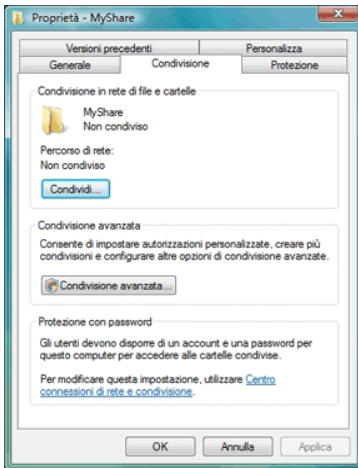 Proprietà - MyShare
Versioni precedenti
Personalizza
Generale
Condivisione
Protezione
Condivisione in rete di file e cartelle
MyShare
Non condiviso
Percorso di rete:
Non condiviso
Condividi...
Condivisione avanzata
Consente di impostare autorizzazioni personalizzate, creare più
condivisioni e configurare altre opzioni di condivisione avanzate.
Condivisione avanzata...
Protezione con password
Gli utenti devono disporre di un account e una password per
questo computer per accedere alle cartelle condivise.
Per modificare questa impostazione, utilizzare Centro
connessioni di rete e condivisione.
OK
Annulla
Applica